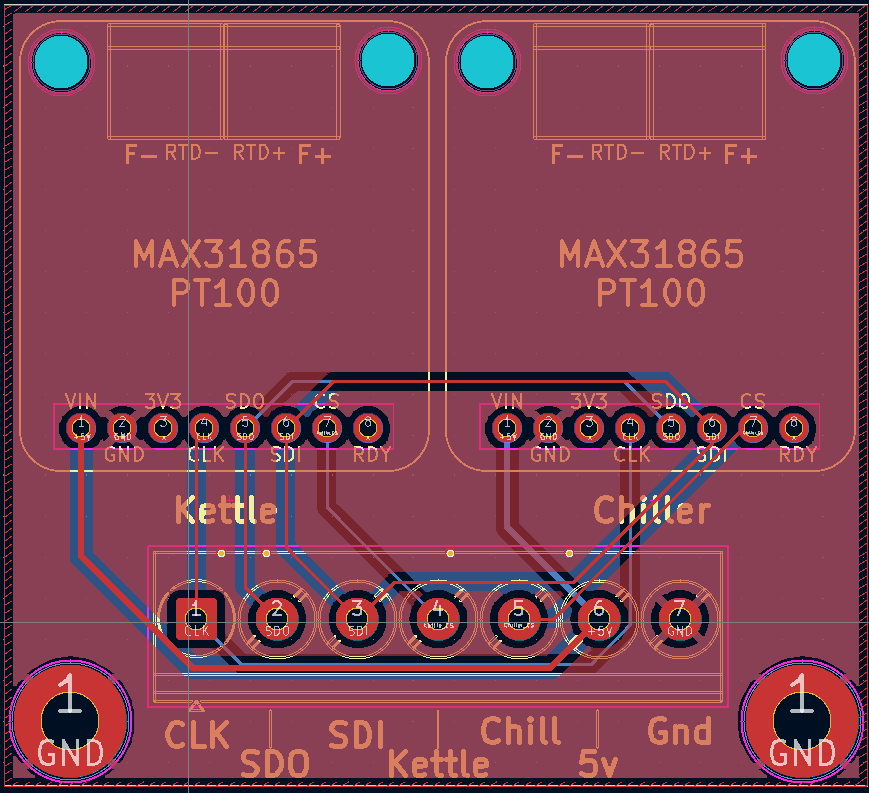 F- RTD- RTD+ F+ F- RTD- RTD+ F+
MAX31865 MAX31865
PT100 PT100
VIN 3V3 SDO CS VIN 3V3 SDO CS
1 2 3 4 5 6 7 8 1 2 3 4 5 6 7 8
+5V GND x CLK SDO SDI x +5V GND x CLK SDO SDI x
GND CLK SDI RDY GND CLK SDI RDY
Kettle Chiller
1 2 3 4 5 6 7
CLK SDO SDI +5V GND
1 1
GND GND
CLK SDI Chill Gnd
SDO Kettle 5v